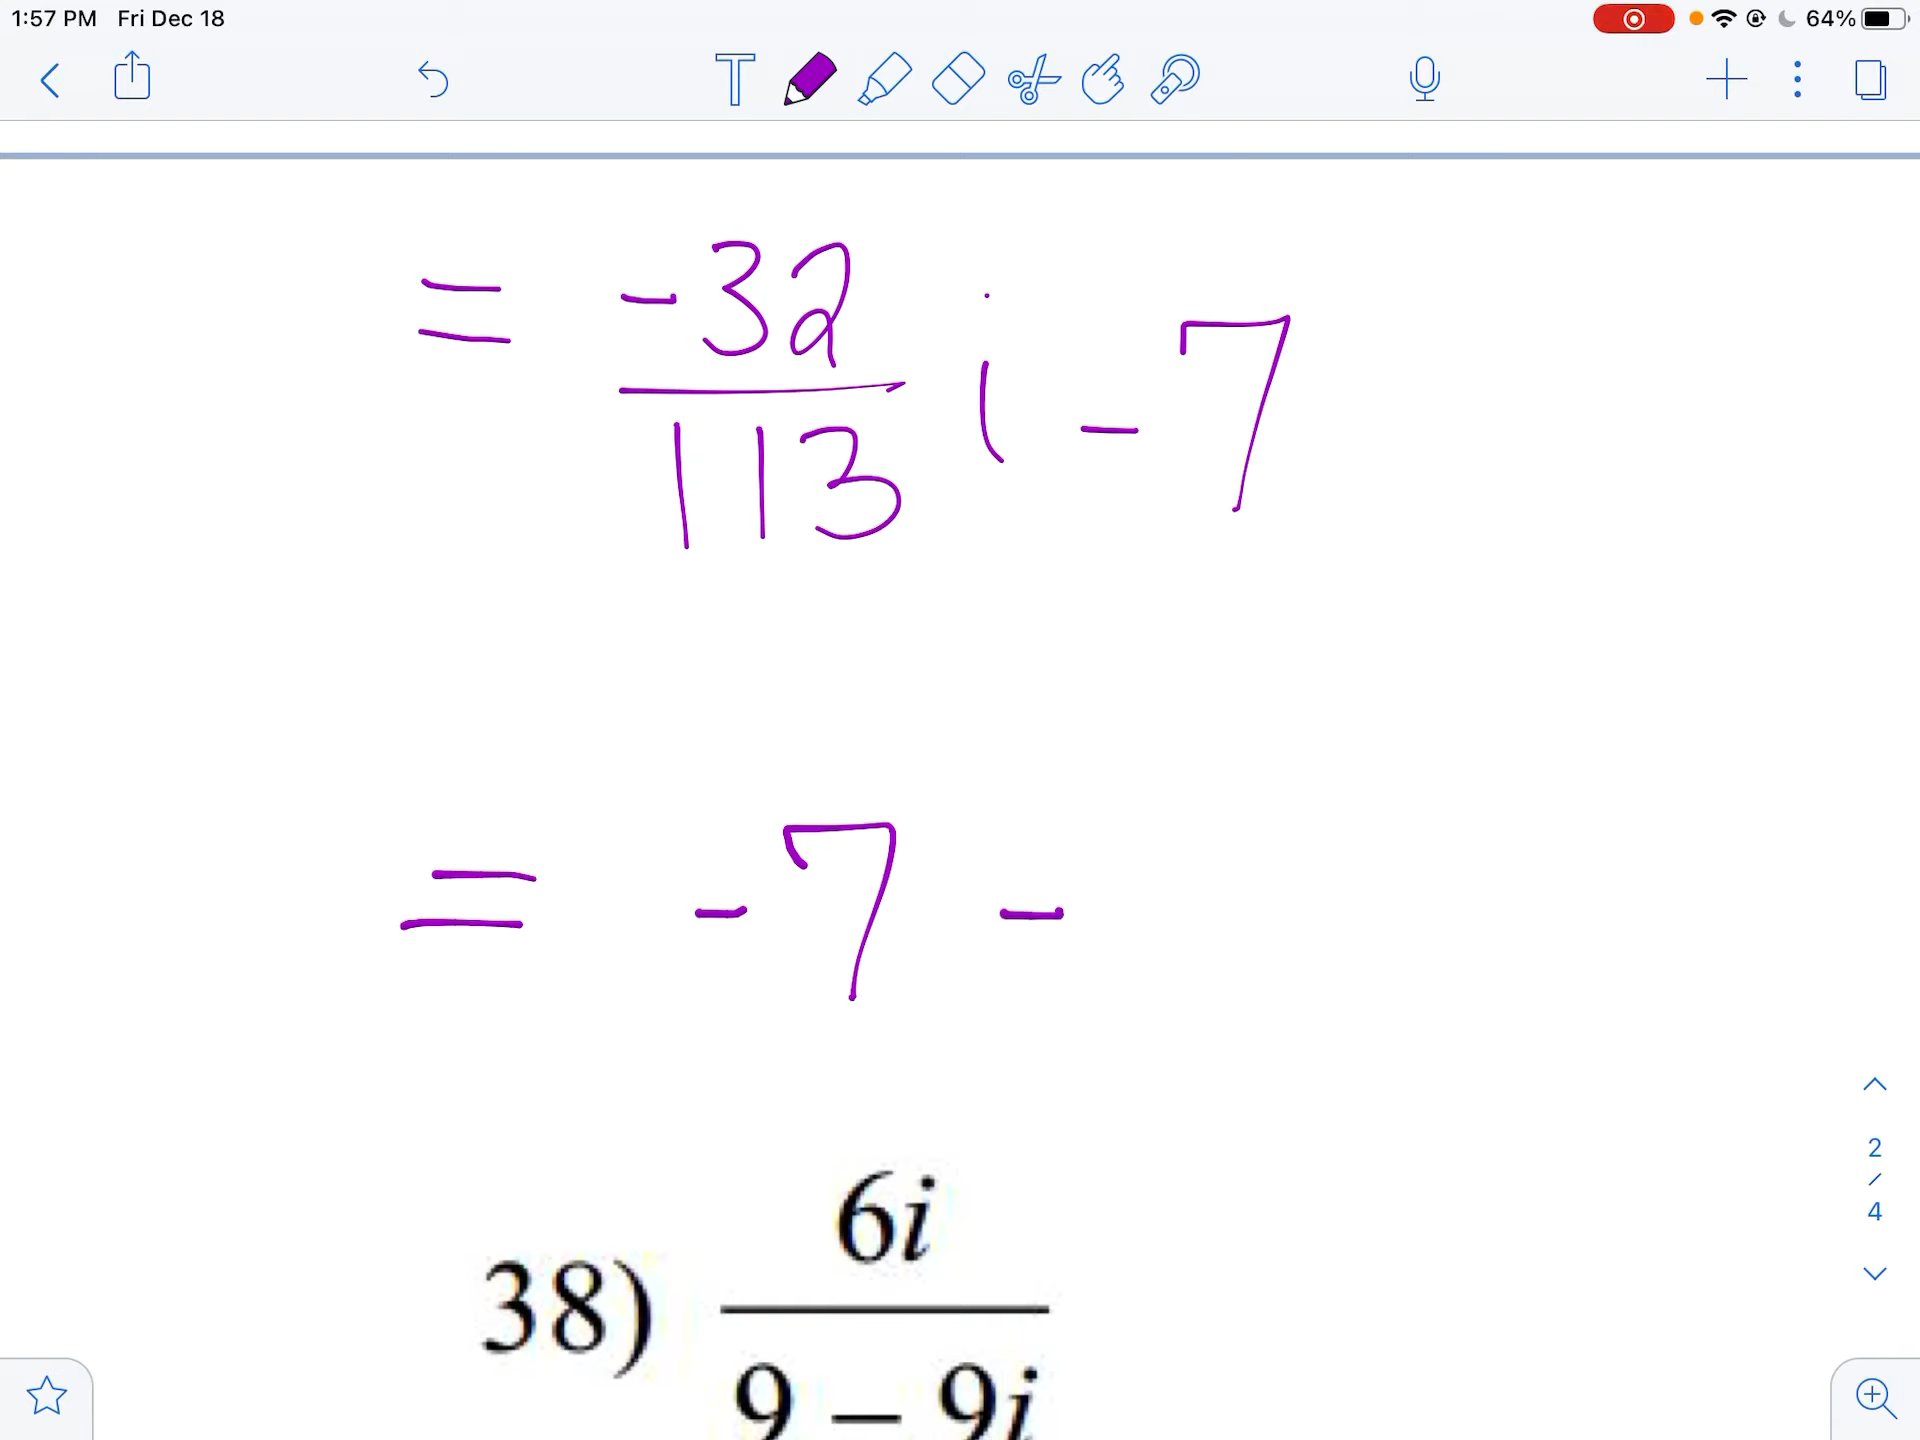 1:57 PM Fri Dec 18 64%
T
= -32/113 i - 7
= -7 -
2
/
4
38) 6i
9 – 9i